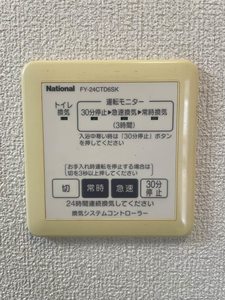 National FY-24CTD6SK
トイレ換気
運転モニター
30分停止▶急速換気▶常時換気
(3時間)
入浴中寒い時は「30分停止」ボタン
を押してください
お手入れ時運転を停止する場合は
切を3秒以上押してください
切 常時 急速 30分停止
24時間連続換気してください
換気システムコントローラー